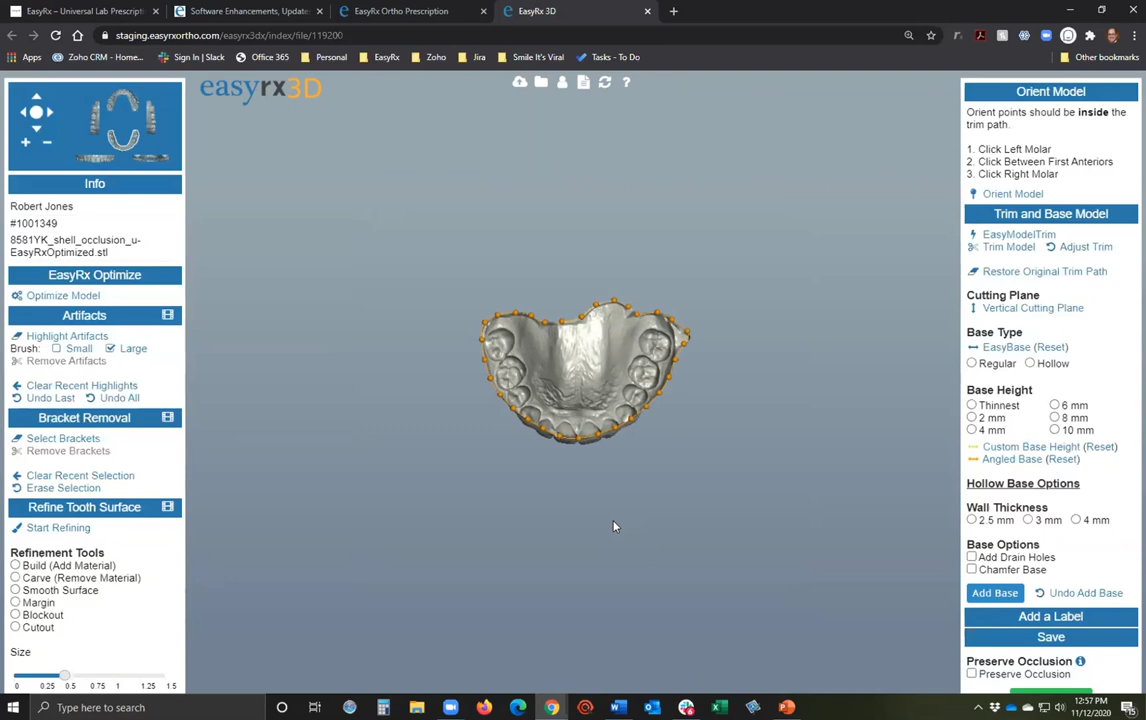 EasyRx – Universal Lab Prescripti
Software Enhancements, Update
EasyRx Ortho Prescription
EasyRx 3D
staging.easyrxortho.com/easyrx3dx/index/file/119200
Apps
Zoho CRM - Home...
Sign In | Slack
Office 365
Personal
EasyRx
Zoho
Jira
Smile It's Viral
Tasks - To Do
Other bookmarks
easyrx3D
Info
Robert Jones
#1001349
8581YK_shell_occlusion_u-
EasyRxOptimized.stl
EasyRx Optimize
Optimize Model
Artifacts
Highlight Artifacts
Brush: Small Large
Remove Artifacts
Clear Recent Highlights
Undo Last Undo All
Bracket Removal
Select Brackets
Remove Brackets
Clear Recent Selection
Erase Selection
Refine Tooth Surface
Start Refining
Refinement Tools
Build (Add Material)
Carve (Remove Material)
Smooth Surface
Margin
Blockout
Cutout
Size
0 0.25 0.5 0.75 1 1.25 1.5
Orient Model
Orient points should be inside the
trim path.
1. Click Left Molar
2. Click Between First Anteriors
3. Click Right Molar
Orient Model
Trim and Base Model
EasyModelTrim
Trim Model Adjust Trim
Restore Original Trim Path
Cutting Plane
Vertical Cutting Plane
Base Type
EasyBase (Reset)
Regular Hollow
Base Height
Thinnest 6 mm
2 mm 8 mm
4 mm 10 mm
Custom Base Height (Reset)
Angled Base (Reset)
Hollow Base Options
Wall Thickness
2.5 mm 3 mm 4 mm
Base Options
Add Drain Holes
Chamfer Base
Add Base Undo Add Base
Add a Label
Save
Preserve Occlusion
Preserve Occlusion
Type here to search
12:57 PM
11/12/2020